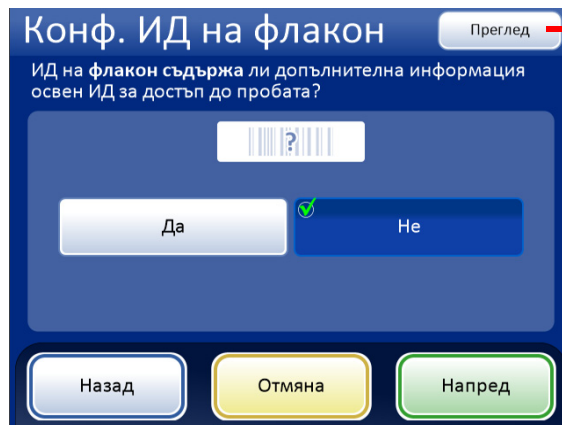 Конф. ИД на флакон
Преглед
ИД на флакон съдържа ли допълнителна информация
освен ИД за достъп до пробата?
?
Да
Не
Назад
Отмяна
Напред